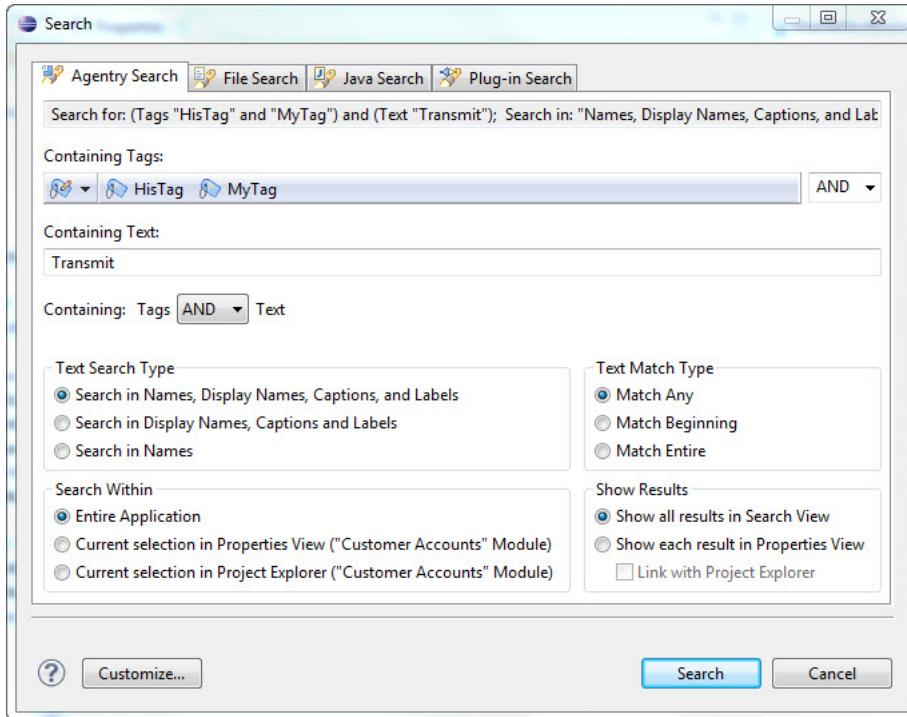 Search
Agentry Search File Search Java Search Plug-in Search
Search for: (Tags "HisTag" and "MyTag") and (Text "Transmit"); Search in: "Names, Display Names, Captions, and Lab
Containing Tags:
HisTag MyTag AND
Containing Text:
Transmit
Containing: Tags AND Text
Text Search Type
Search in Names, Display Names, Captions, and Labels
Search in Display Names, Captions and Labels
Search in Names
Text Match Type
Match Any
Match Beginning
Match Entire
Search Within
Entire Application
Current selection in Properties View ("Customer Accounts" Module)
Current selection in Project Explorer ("Customer Accounts" Module)
Show Results
Show all results in Search View
Show each result in Properties View
Link with Project Explorer
? Customize... Search Cancel